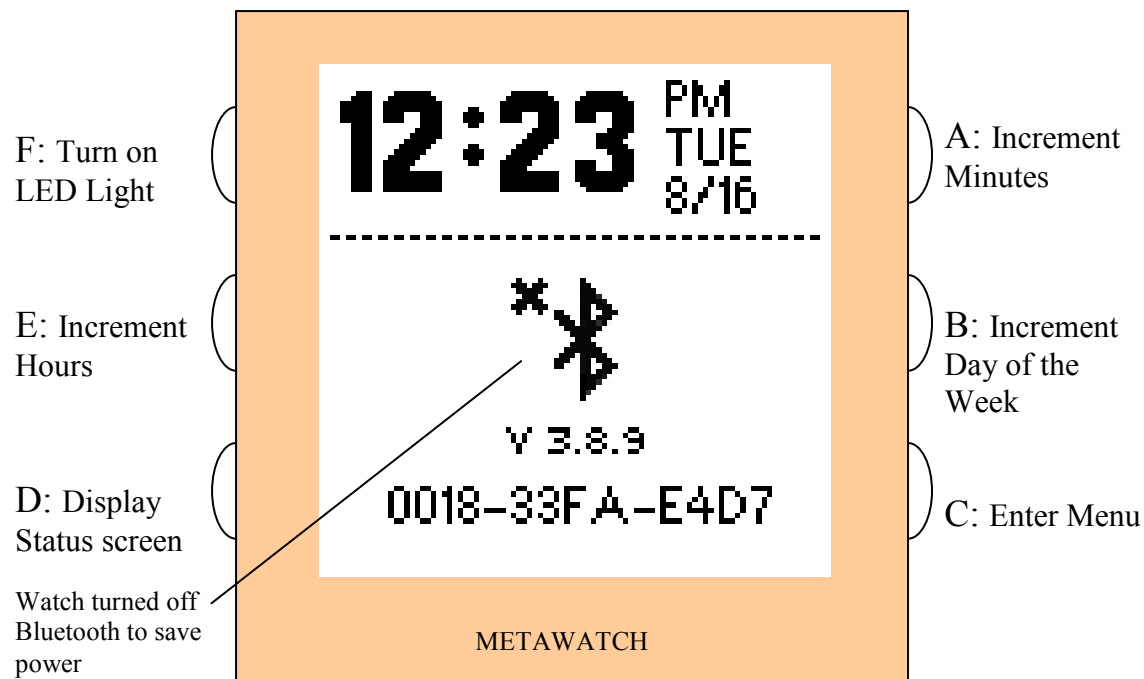 12:23
PM
TUE
8/16
F: Turn on
LED Light
A: Increment
Minutes
E: Increment
Hours
B: Increment
Day of the
Week
V 3.8.9
0018-33FA-E4D7
D: Display
Status screen
C: Enter Menu
Watch turned off
Bluetooth to save
power
METAWATCH